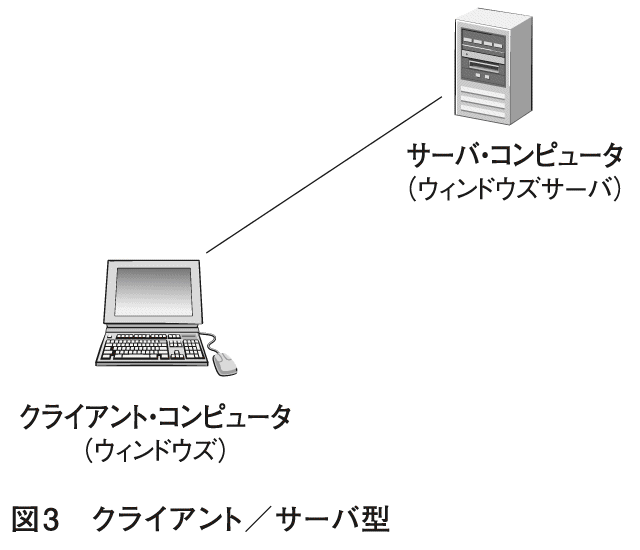 サーバ・コンピュータ
（ウィンドウズサーバ）
クライアント・コンピュータ
（ウィンドウズ）
図3　クライアント／サーバ型